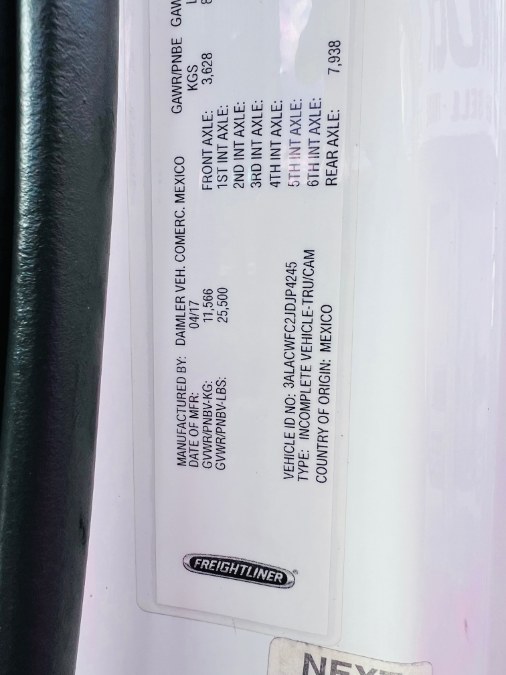 MANUFACTURED BY: DAIMLER VEH. COMERC. MEXICO
DATE OF MFR: 04/17
GVWR/PNBV-KG: 11,566
GVWR/PNBV-LBS: 25,500
GAWR/PNBE
KGS
FRONT AXLE: 3,628
1ST INT AXLE:
2ND INT AXLE:
3RD INT AXLE:
4TH INT AXLE:
5TH INT AXLE:
6TH INT AXLE:
REAR AXLE: 7,938
VEHICLE ID NO: 3ALACWFC2JDJP4245
TYPE: INCOMPLETE VEHICLE-TRU/CAM
COUNTRY OF ORIGIN: MEXICO
FREIGHTLINER®